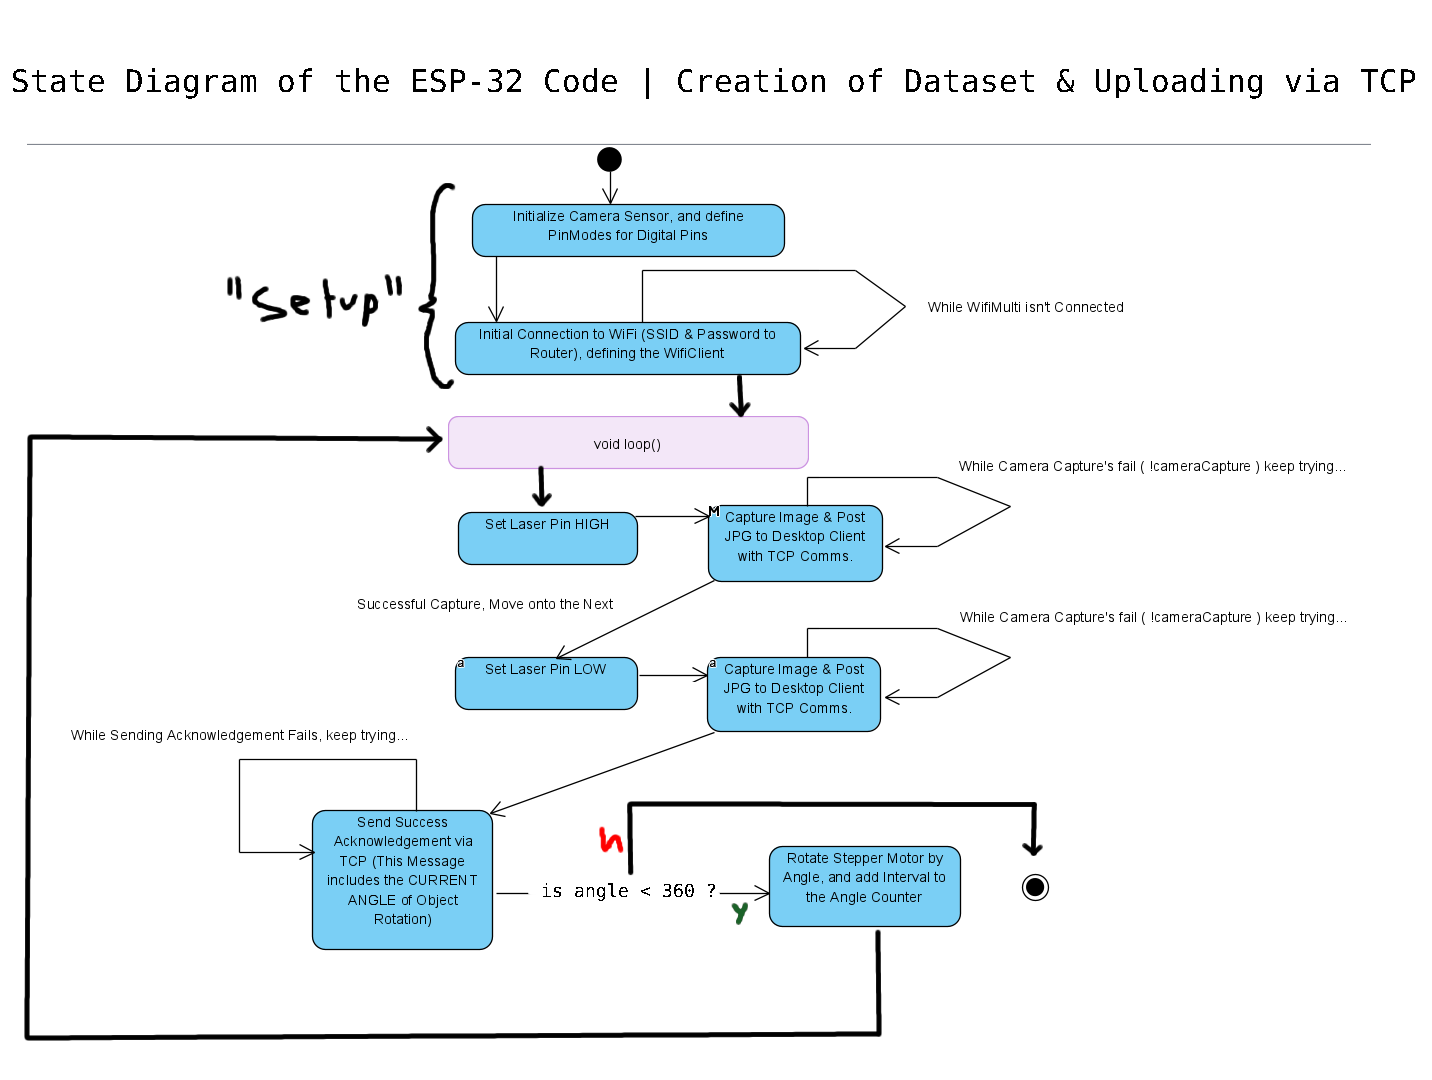 State Diagram of the ESP-32 Code | Creation of Dataset & Uploading via TCP
Initialize Camera Sensor, and define
PinModes for Digital Pins
"Setup"
While WifiMulti isn't Connected
Initial Connection to WiFi (SSID & Password to
Router), defining the WifiClient
void loop()
While Camera Capture's fail ( !cameraCapture ) keep trying...
Set Laser Pin HIGH
M
Capture Image & Post
JPG to Desktop Client
with TCP Comms.
Successful Capture, Move onto the Next
While Camera Capture's fail ( !cameraCapture ) keep trying...
a
Set Laser Pin LOW
a
Capture Image & Post
JPG to Desktop Client
with TCP Comms.
While Sending Acknowledgement Fails, keep trying...
Send Success
Acknowledgement via
TCP (This Message
includes the CURRENT
ANGLE of Object
Rotation)
n
is angle < 360 ?
y
Rotate Stepper Motor by
Angle, and add Interval to
the Angle Counter